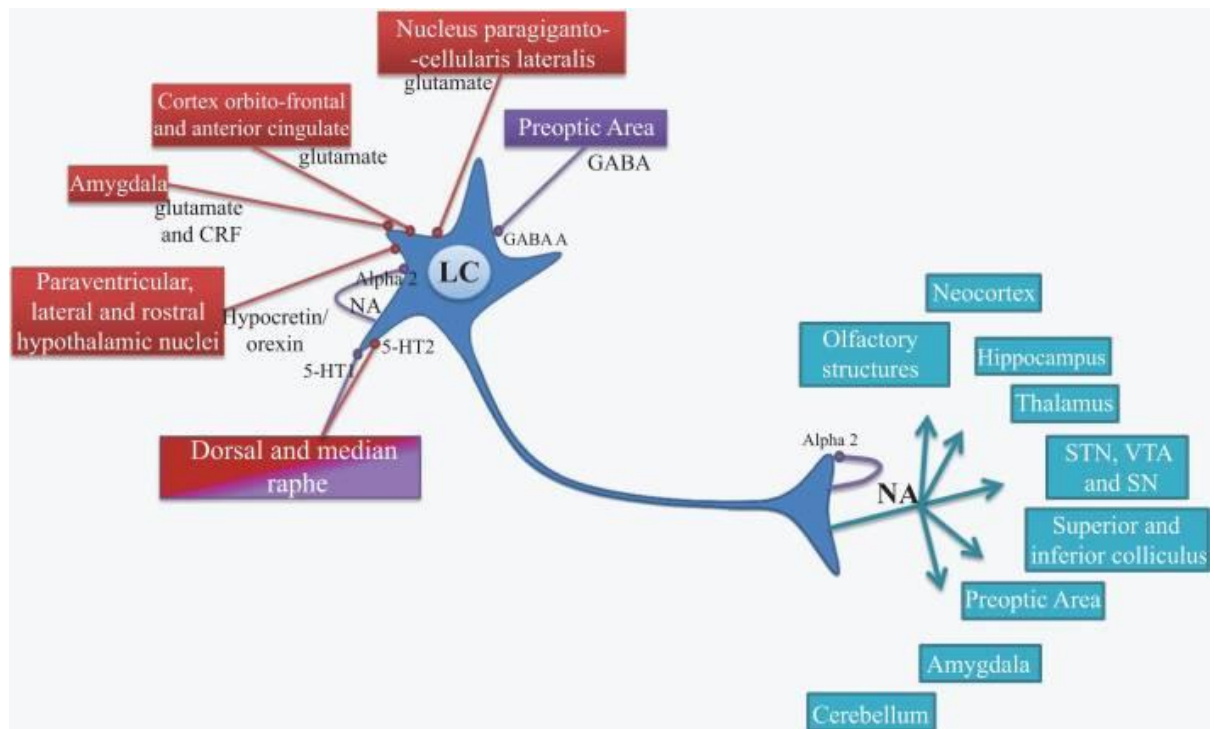 Nucleus paragiganto-
-cellularis lateralis
glutamate
Cortex orbito-frontal
and anterior cingulate
glutamate
Preoptic Area
GABA
Amygdala
glutamate
and CRF
GABA A
Paraventricular,
lateral and rostral
hypothalamic nuclei
Hypocretin/
orexin
Alpha 2
NA
LC
5-HT2
5-HT1
Dorsal and median
raphe
Neocortex
Olfactory
structures
Hippocampus
Thalamus
Alpha 2
NA
STN, VTA
and SN
Superior and
inferior colliculus
Preoptic Area
Amygdala
Cerebellum